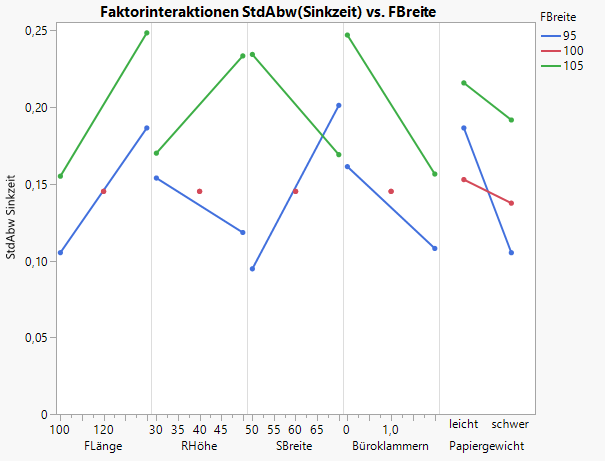 Faktorinteraktionen StdAbw(Sinkzeit) vs. FBreite
FBreite
95
100
105
StdAbw Sinkzeit
0,25
0,20
0,15
0,10
0,05
0
100 120 30 35 40 45 50 55 60 65 0 1,0 leicht schwer
FLänge RHöhe SBreite Büroklammern Papiergewicht